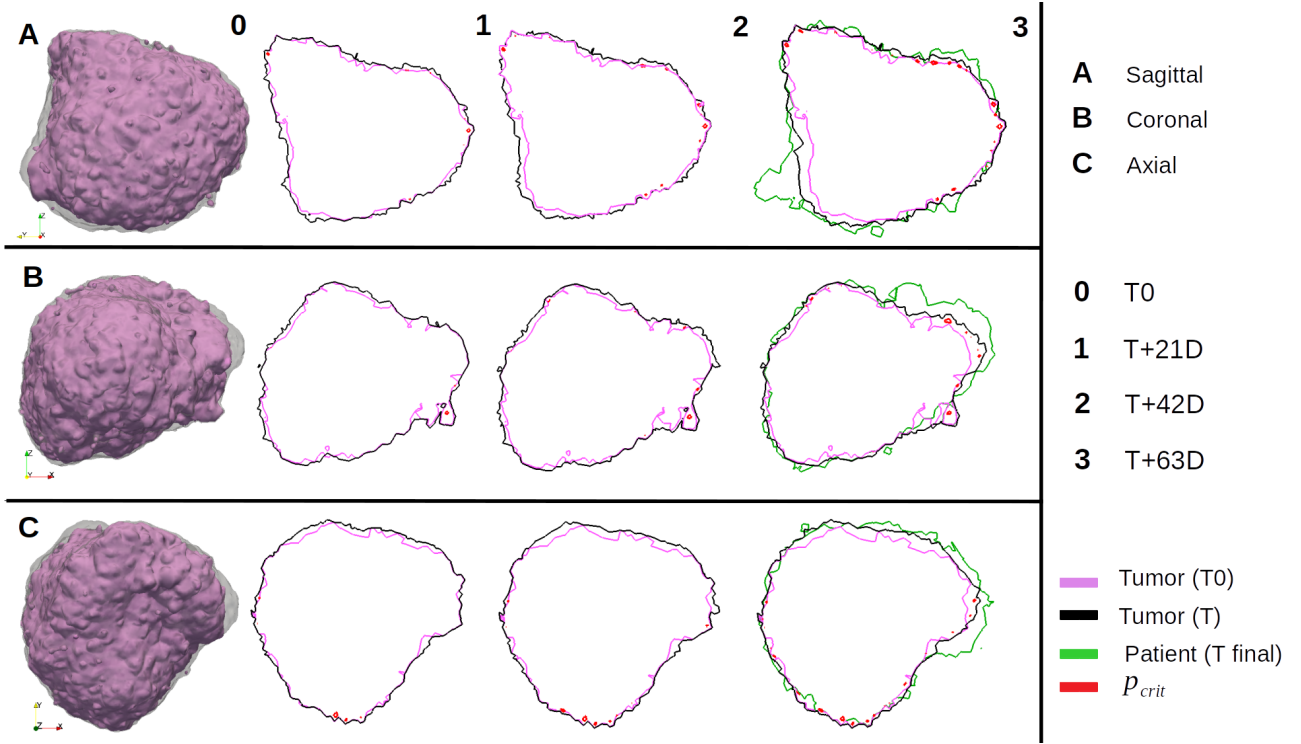 A 0 1 2 3
Z
Y X
B
Z
Y X
C
Y
Z X
A Sagittal
B Coronal
C Axial
0 T0
1 T+21D
2 T+42D
3 T+63D
Tumor (T0)
Tumor (T)
Patient (T final)
p_crit